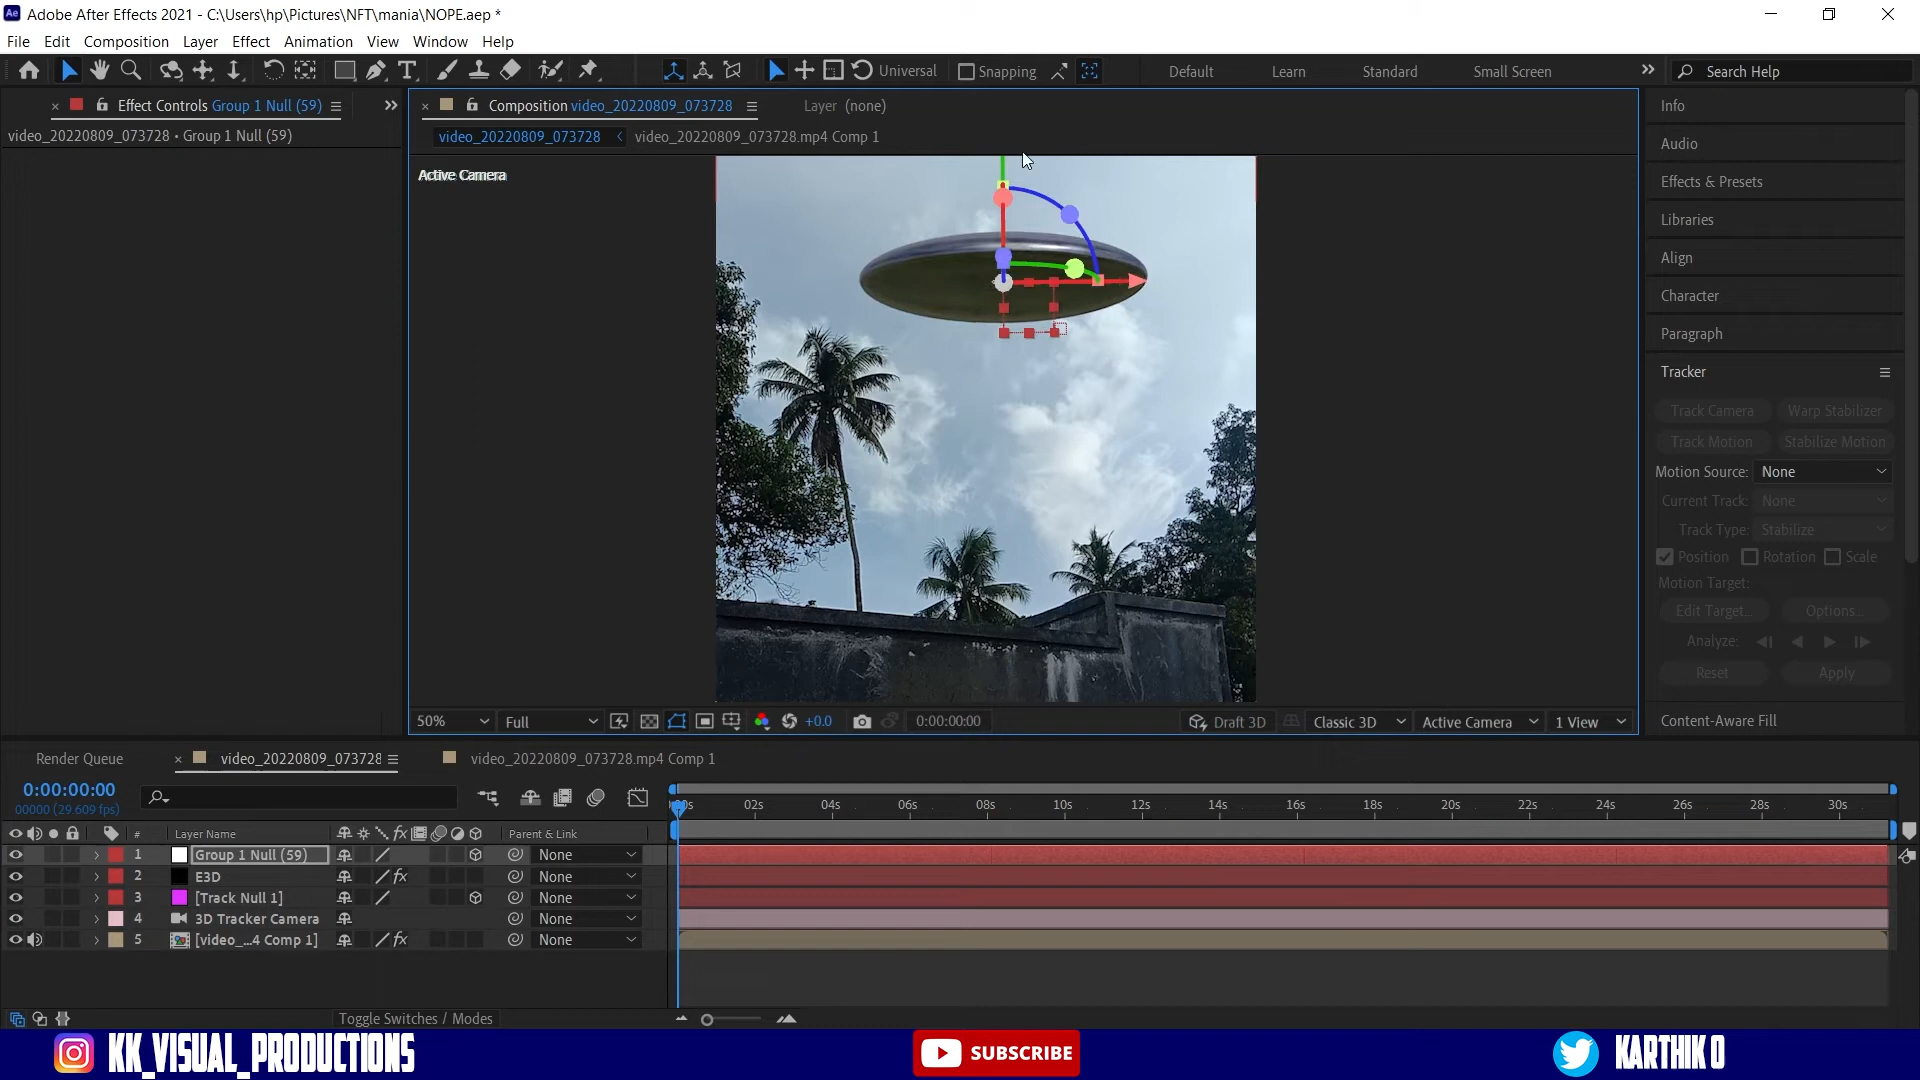 Ae Adobe After Effects 2021 - C:\Users\hp\Pictures\NFT\mania\NOPE.aep *
File Edit Composition Layer Effect Animation View Window Help
Universal Snapping Default Learn Standard Small Screen Search Help
Effect Controls Group 1 Null (59)
video_20220809_073728 • Group 1 Null (59)
Composition video_20220809_073728 Layer (none)
video_20220809_073728 video_20220809_073728.mp4 Comp 1
Active Camera
50% Full +0.0 0:00:00:00 Draft 3D Classic 3D Active Camera 1 View
Info
Audio
Effects & Presets
Libraries
Align
Character
Paragraph
Tracker
Track Camera Warp Stabilizer
Track Motion Stabilize Motion
Motion Source: None
Current Track: None
Track Type: Stabilize
Position Rotation Scale
Motion Target:
Edit Target... Options...
Analyze:
Reset Apply
Content-Aware Fill
Render Queue video_20220809_073728 video_20220809_073728.mp4 Comp 1
0:00:00:00
00000 (29.609 fps)
02s 04s 06s 08s 10s 12s 14s 16s 18s 20s 22s 24s 26s 28s 30s
# Layer Name fx Parent & Link
1 Group 1 Null (59) None
2 E3D fx None
3 [Track Null 1] None
4 3D Tracker Camera None
5 [video_...4 Comp 1] fx None
Toggle Switches / Modes
KK_VISUAL_PRODUCTIONS SUBSCRIBE KARTHIK O